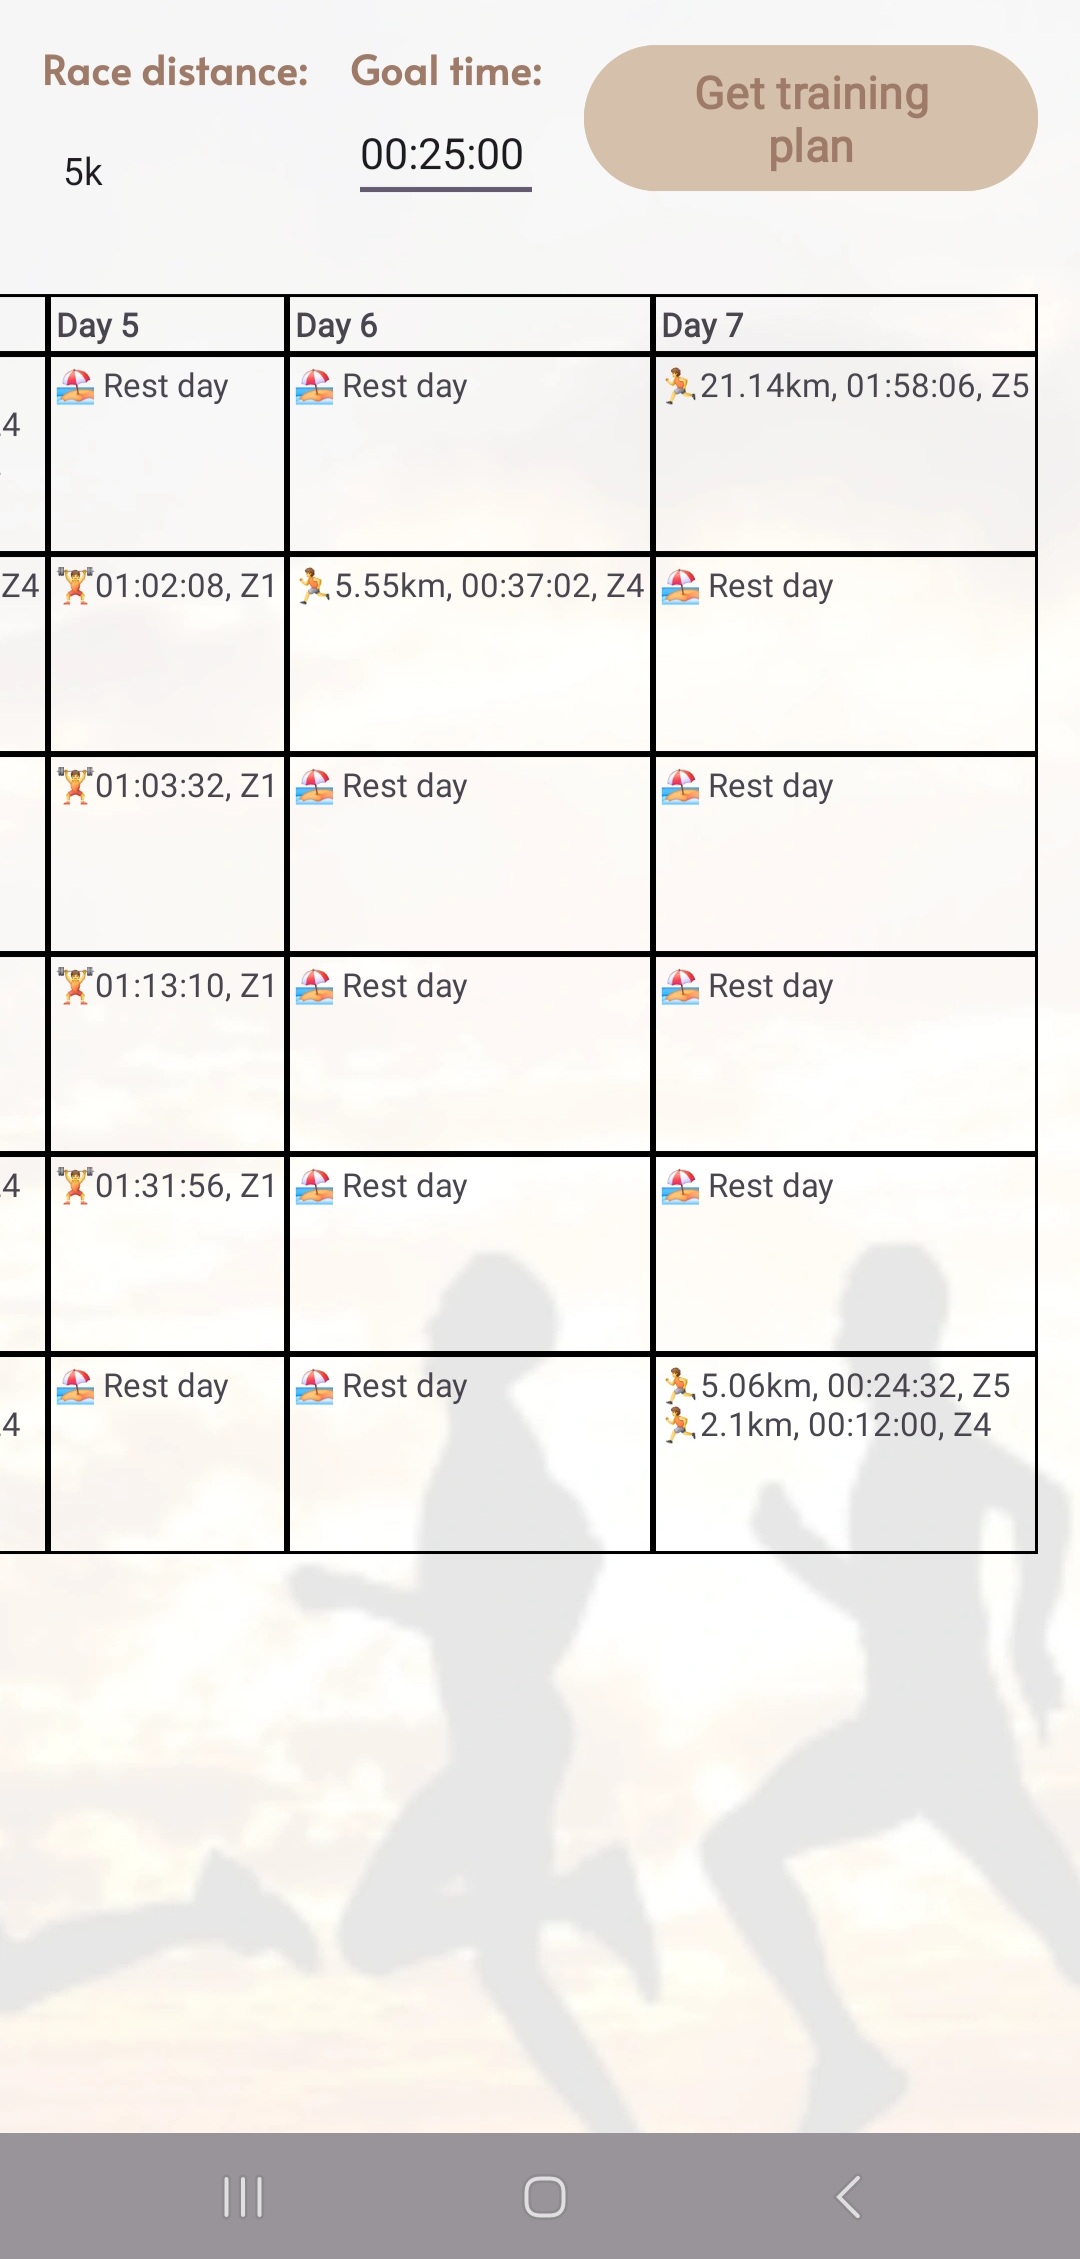 Race distance:
Goal time:
Get training
plan
5k
00:25:00
Day 5
Day 6
Day 7
4
Rest day
Rest day
21.14km, 01:58:06, Z5
Z4
01:02:08, Z1
5.55km, 00:37:02, Z4
Rest day
01:03:32, Z1
Rest day
Rest day
01:13:10, Z1
Rest day
Rest day
4
01:31:56, Z1
Rest day
Rest day
4
Rest day
Rest day
5.06km, 00:24:32, Z5
2.1km, 00:12:00, Z4